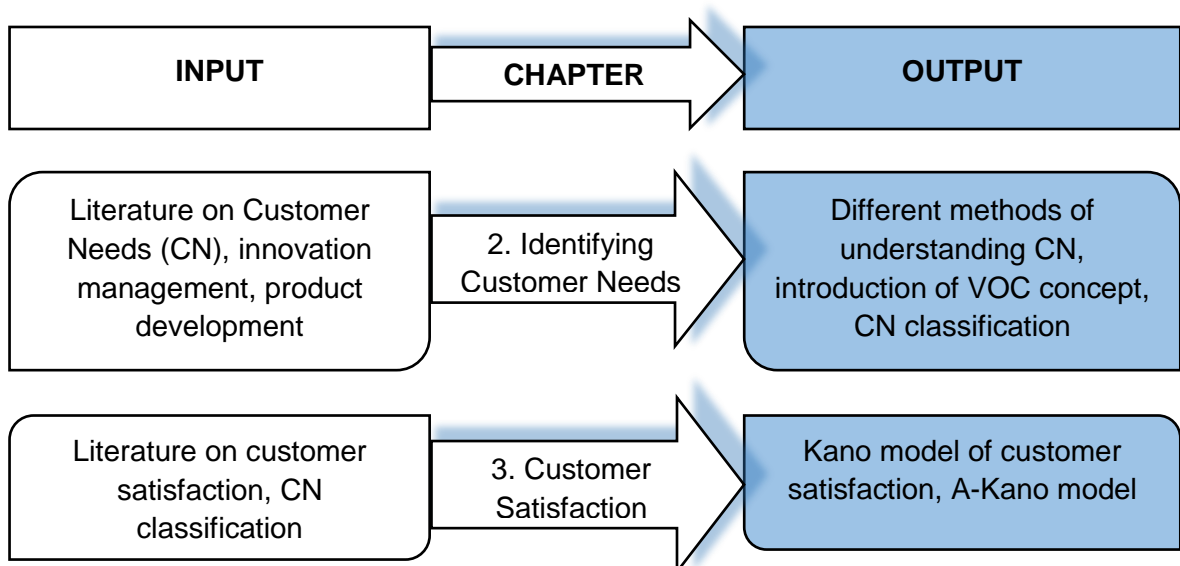 INPUT
CHAPTER
OUTPUT
Literature on Customer
Needs (CN), innovation
management, product
development
2. Identifying
Customer Needs
Different methods of
understanding CN,
introduction of VOC concept,
CN classification
Literature on customer
satisfaction, CN
classification
3. Customer
Satisfaction
Kano model of customer
satisfaction, A-Kano model